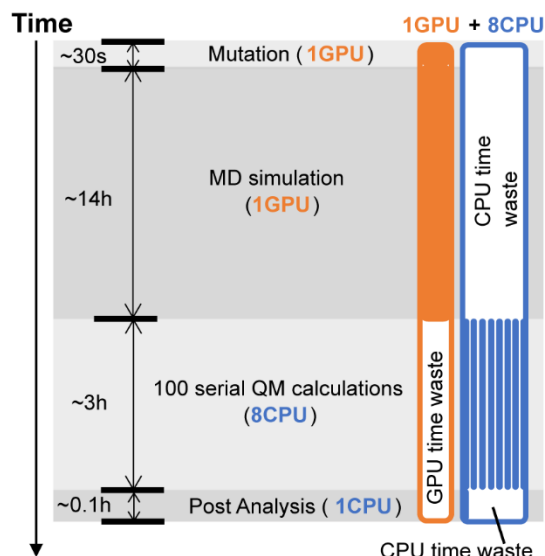 Time
1GPU + 8CPU
~30s
Mutation ( 1GPU)
~14h
MD simulation
(1GPU)
CPU time
waste
~3h
100 serial QM calculations
(8CPU)
GPU time waste
~0.1h
Post Analysis ( 1CPU)
CPU time waste